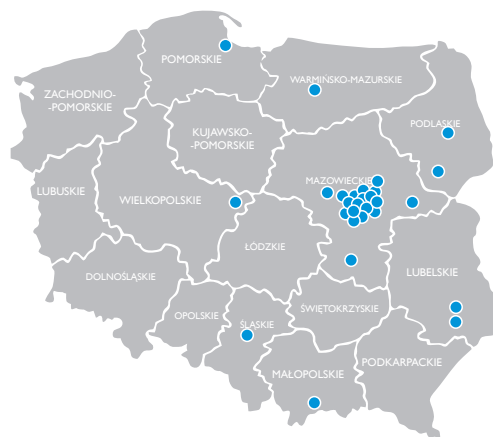 POMORSKIE
WARMIŃSKO-MAZURSKIE
ZACHODNIO-
-POMORSKIE
PODLASKIE
KUJAWSKO-
-POMORSKIE
MAZOWIECKIE
LUBUSKIE
WIELKOPOLSKIE
ŁÓDZKIE
LUBELSKIE
DOLNOŚLĄSKIE
OPOLSKIE
ŚLĄSKIE
ŚWIĘTOKRZYSKIE
MAŁOPOLSKIE
PODKARPACKIE